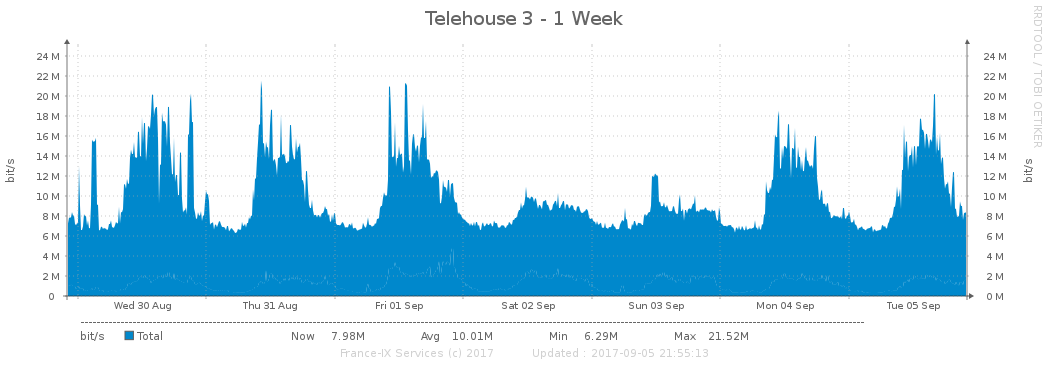 Telehouse 3 - 1 Week
RRDTOOL / TOBI OETIKER
24 M 24 M
22 M 22 M
20 M 20 M
18 M 18 M
16 M 16 M
14 M 14 M
12 M 12 M
10 M 10 M
8 M 8 M
6 M 6 M
4 M 4 M
2 M 2 M
0 0 M
bit/s
bit/s
Wed 30 Aug Thu 31 Aug Fri 01 Sep Sat 02 Sep Sun 03 Sep Mon 04 Sep Tue 05 Sep
bit/s Total Now 7.98M Avg 10.01M Min 6.29M Max 21.52M
France-IX Services (c) 2017 Updated : 2017-09-05 21:55:13